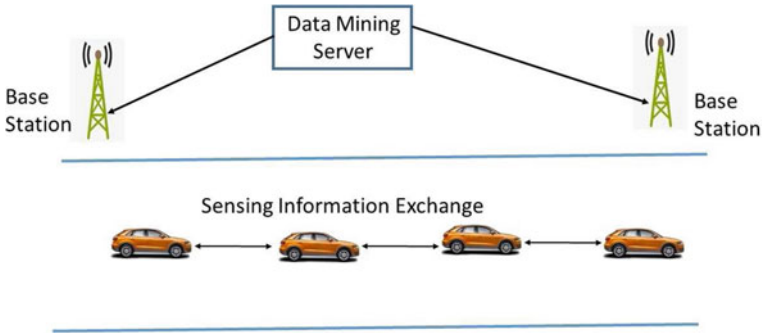 Data Mining
Server
Base
Station
Base
Station
Sensing Information Exchange